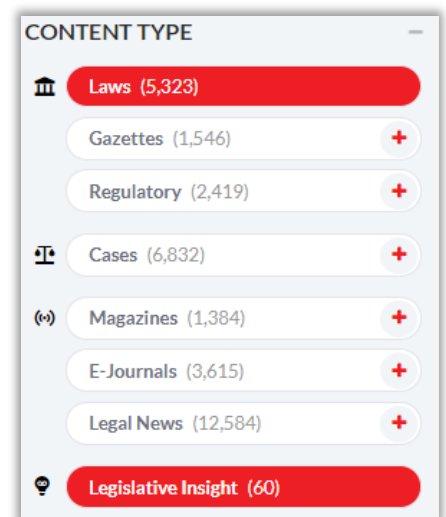 CONTENT TYPE
Laws (5,323)
Gazettes (1,546)
Regulatory (2,419)
Cases (6,832)
Magazines (1,384)
E-Journals (3,615)
Legal News (12,584)
Legislative Insight (60)